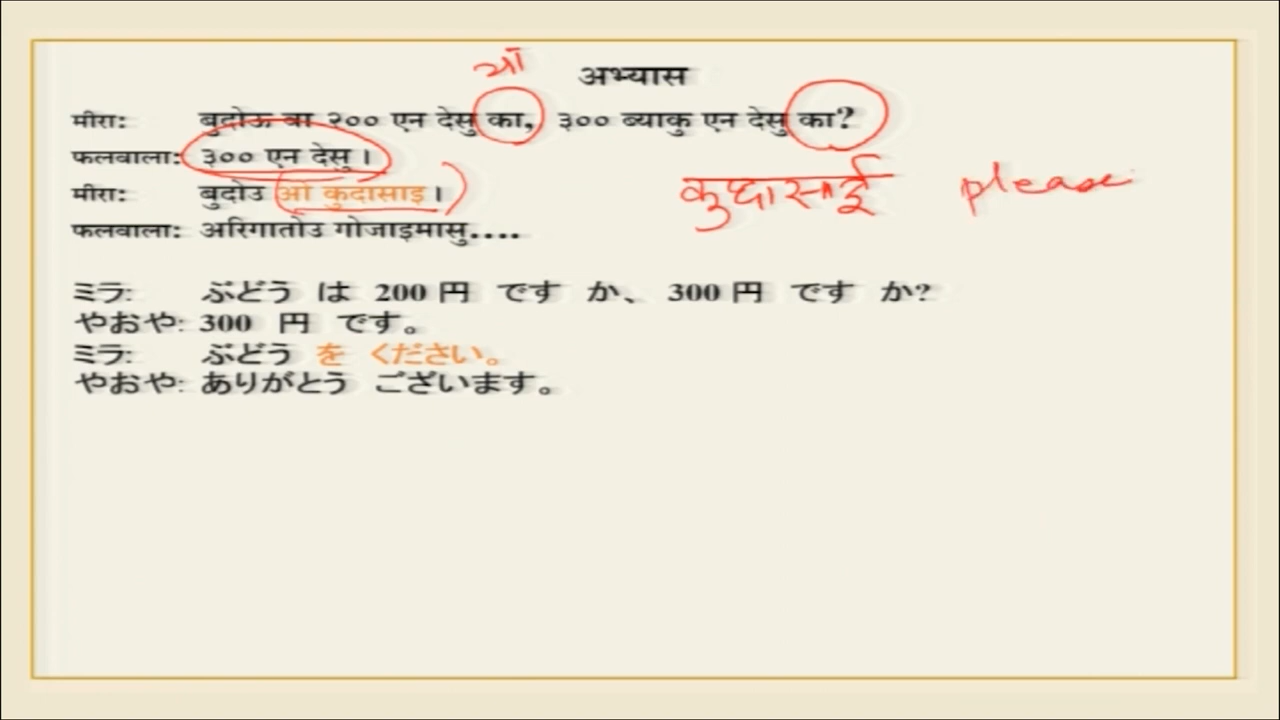 याँ
अभ्यास
मीरा: बुदोऊ वा २०० एन देसु का, ३०० ब्याकु एन देसु का?
फलवाला: ३०० एन देसु।
मीरा: बुदोउ ओ कुदासाइ।
कुदासाई please
फलवाला: अरिगातोउ गोजाइमासु....
ミラ: ぶどう は 200 円 です か、 300 円 です か?
やおや: 300 円 です。
ミラ: ぶどう を ください。
やおや: ありがとう ございます。